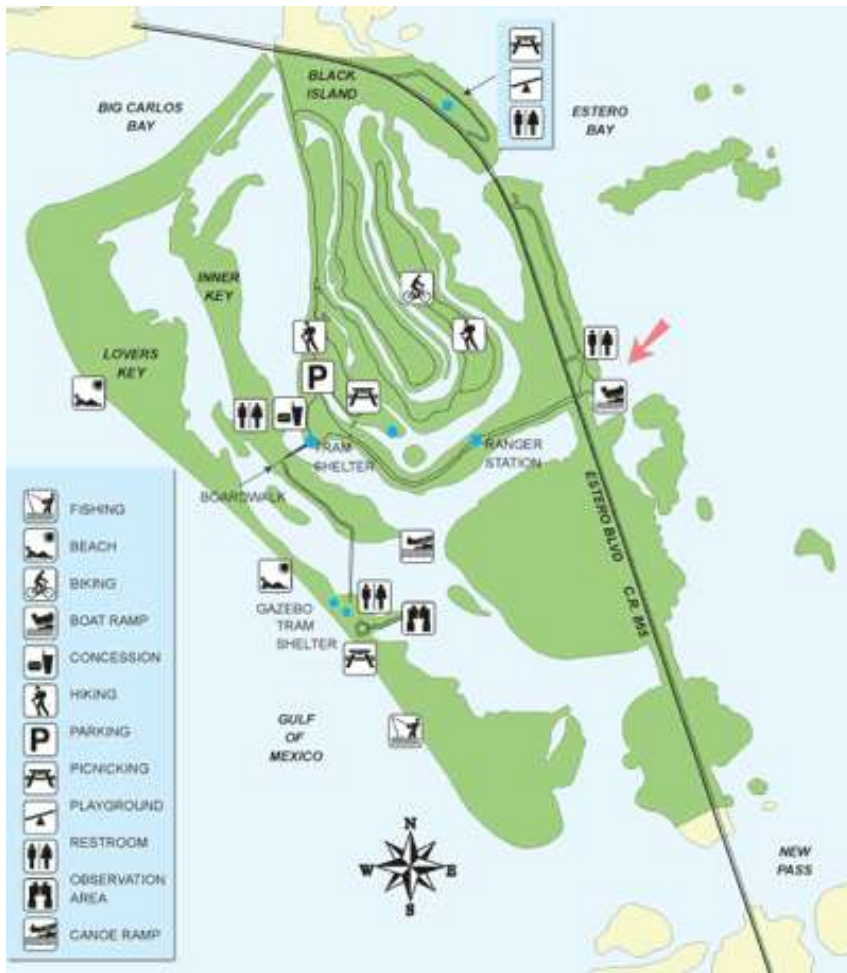 BLACK
ISLAND
BIG CARLOS
BAY
ESTERO
BAY
INNER
KEY
LOVERS
KEY
P
TRAM
SHELTER
RANGER
STATION
BOARDWALK
ESTERO BLVD
C.R. 865
GAZEBO
TRAM
SHELTER
GULF
OF
MEXICO
N
W
E
S
NEW
PASS
FISHING
BEACH
BIKING
BOAT RAMP
CONCESSION
HIKING
P
PARKING
PICNICKING
PLAYGROUND
RESTROOM
OBSERVATION
AREA
CANOE RAMP